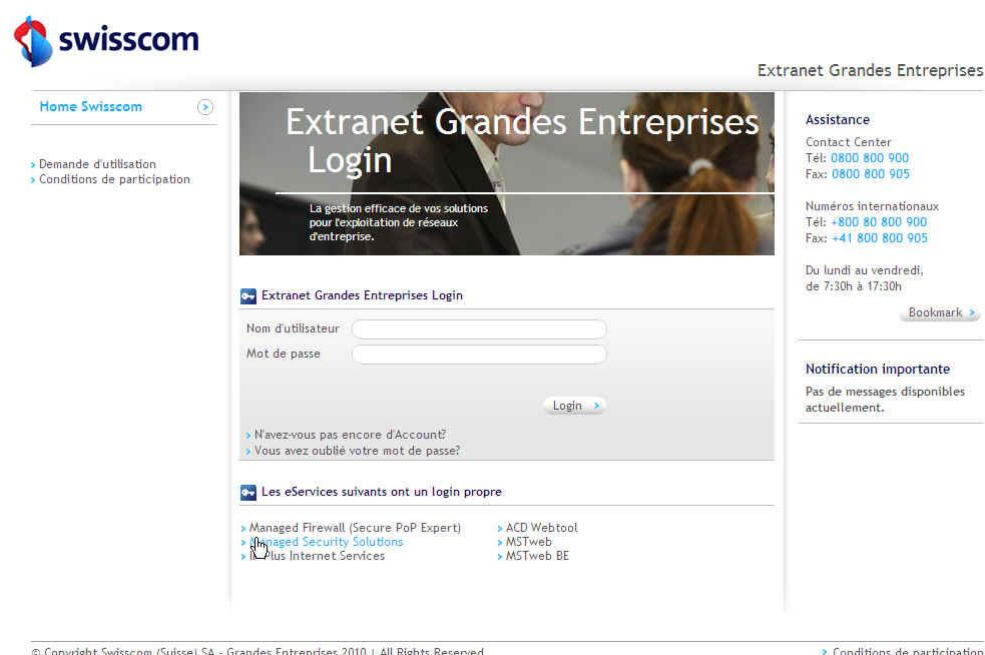 swisscom
Extranet Grandes Entreprises
Home Swisscom
Demande d'utilisation
Conditions de participation
Extranet Grandes Entreprises
Login
La gestion efficace de vos solutions
pour l'exploitation de réseaux
d'entreprise.
Extranet Grandes Entreprises Login
Nom d'utilisateur
Mot de passe
Login
N'avez-vous pas encore d'Account?
Vous avez oublié votre mot de passe?
Les eServices suivants ont un login propre
Managed Firewall (Secure PoP Expert)
Managed Security Solutions
Plus Internet Services
ACD Webtool
MSTweb
MSTweb BE
Assistance
Contact Center
Tél: 0800 800 900
Fax: 0800 800 905
Numéros internationaux
Tél: +800 80 800 900
Fax: +41 800 800 905
Du lundi au vendredi,
de 7:30h à 17:30h
Bookmark
Notification importante
Pas de messages disponibles
actuellement.
© Copyright Swisscom (Suisse) SA - Grandes Entreprises 2010 | All Rights Reserved
Conditions de participation